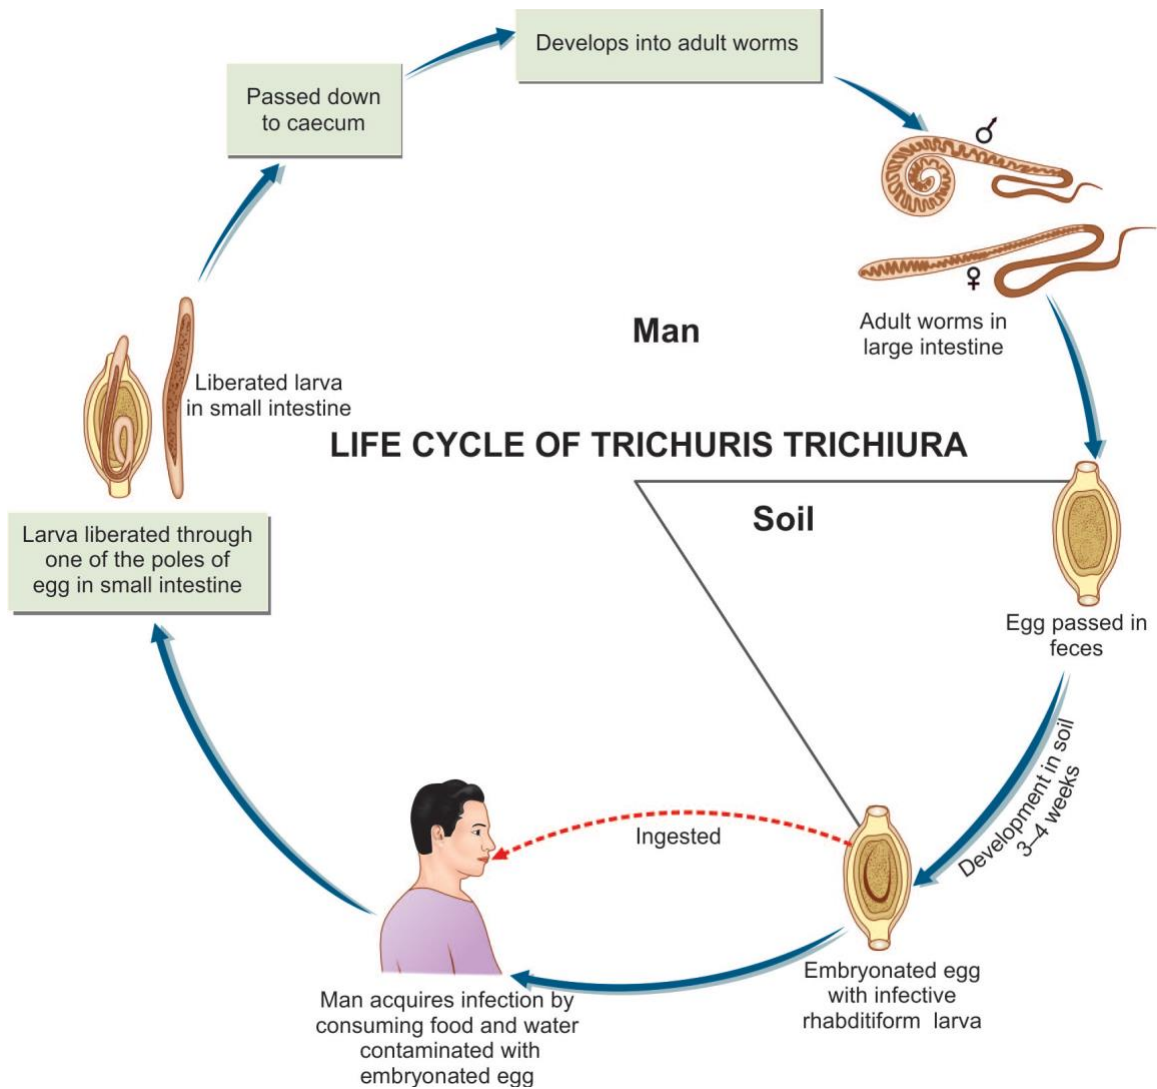 Develops into adult worms
Passed down
to caecum
♂
♀
Adult worms in
large intestine
Man
Liberated larva
in small intestine
LIFE CYCLE OF TRICHURIS TRICHIURA
Soil
Larva liberated through
one of the poles of
egg in small intestine
Egg passed in
feces
Development in soil
3–4 weeks
Ingested
Embryonated egg
with infective
rhabditiform larva
Man acquires infection by
consuming food and water
contaminated with
embryonated egg